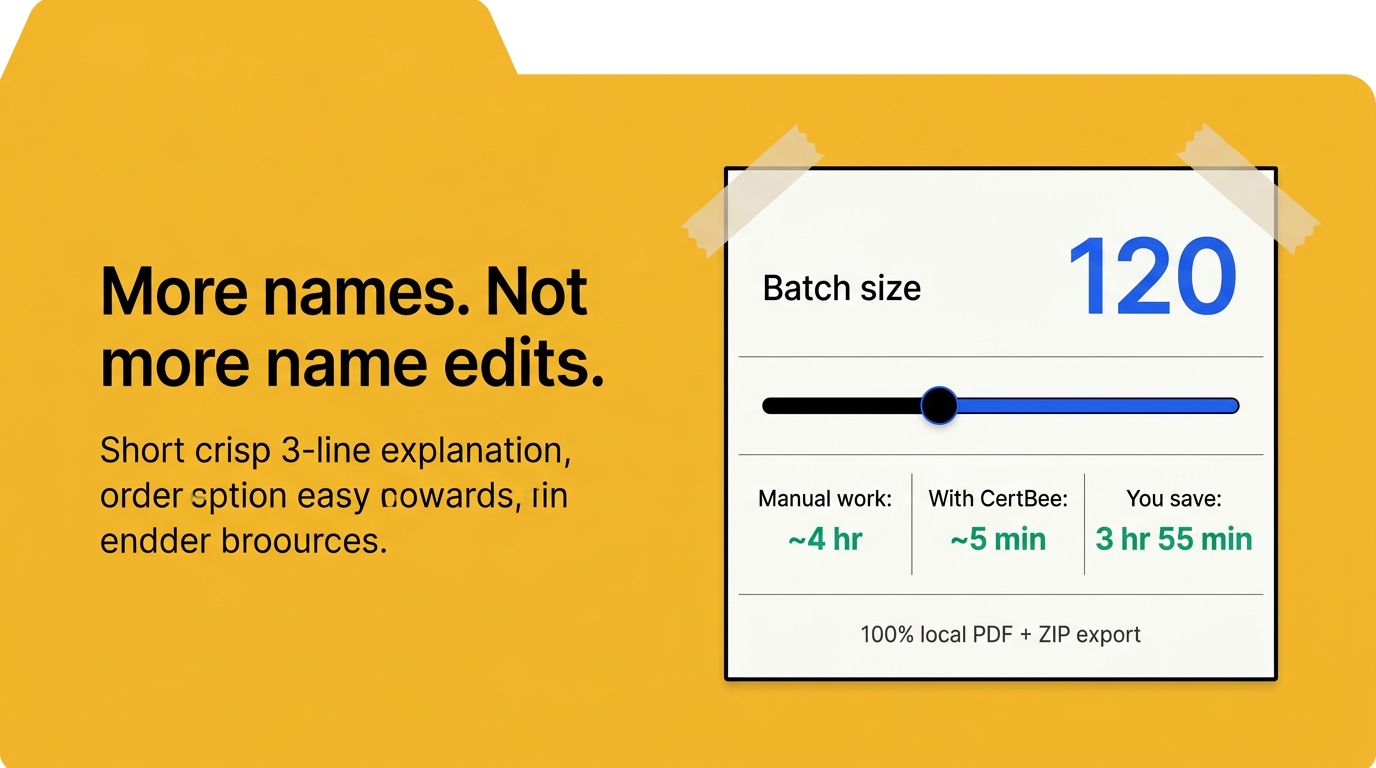 More names. Not
more name edits.
Short crisp 3-line explanation,
order sption easy nowards, rin
endder broources.
Batch size
120
Manual work:
~4 hr
With CertBee:
~5 min
You save:
3 hr 55 min
100% local PDF + ZIP export